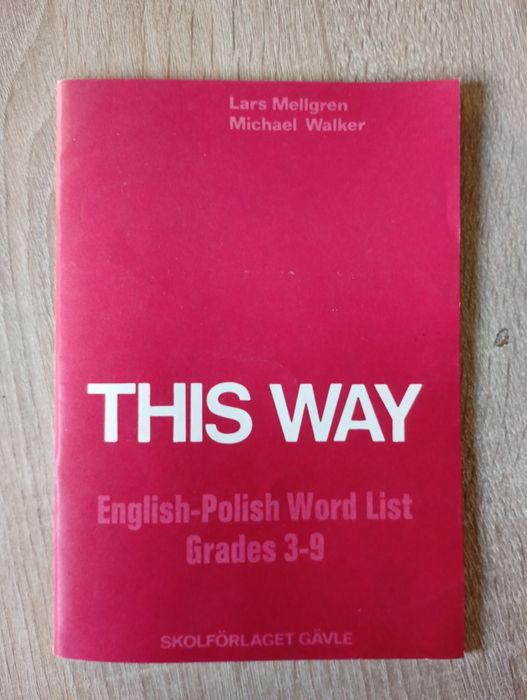 Lars Mellgren
Michael Walker
THIS WAY
English-Polish Word List
Grades 3-9
SKOLFÖRLAGET GÄVLE